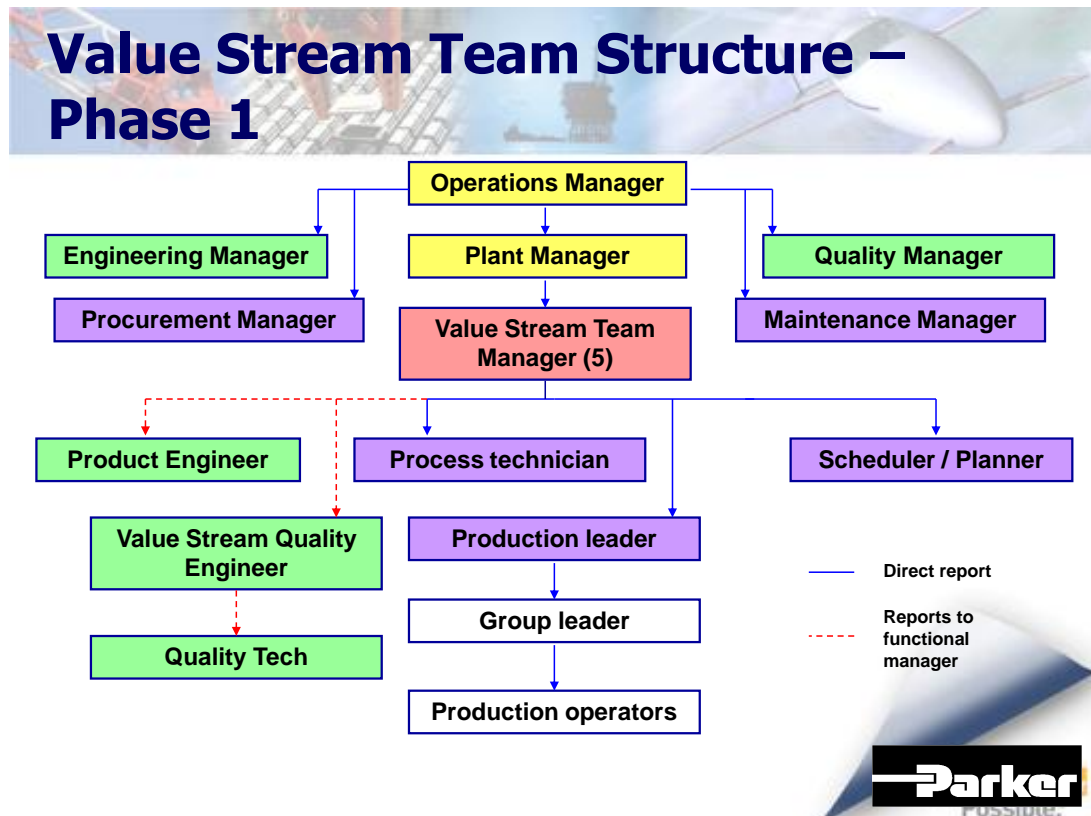 Value Stream Team Structure –
Phase 1
Operations Manager
Engineering Manager
Plant Manager
Quality Manager
Procurement Manager
Value Stream Team
Manager (5)
Maintenance Manager
Product Engineer
Process technician
Scheduler / Planner
Value Stream Quality
Engineer
Production leader
Direct report
Group leader
Reports to
functional
manager
Quality Tech
Production operators
Parker
Possible.